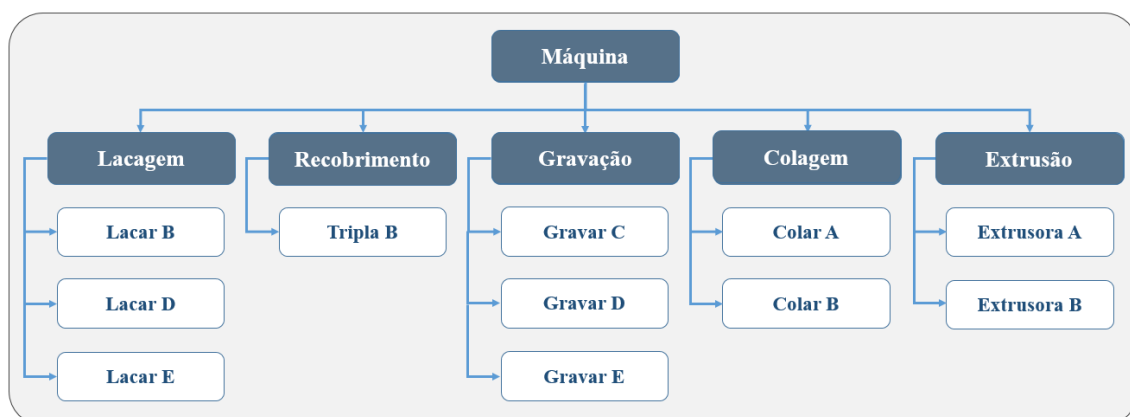 Máquina
Lacagem
Recobrimento
Gravação
Colagem
Extrusão
Lacar B
Tripla B
Gravar C
Colar A
Extrusora A
Lacar D
Gravar D
Colar B
Extrusora B
Lacar E
Gravar E